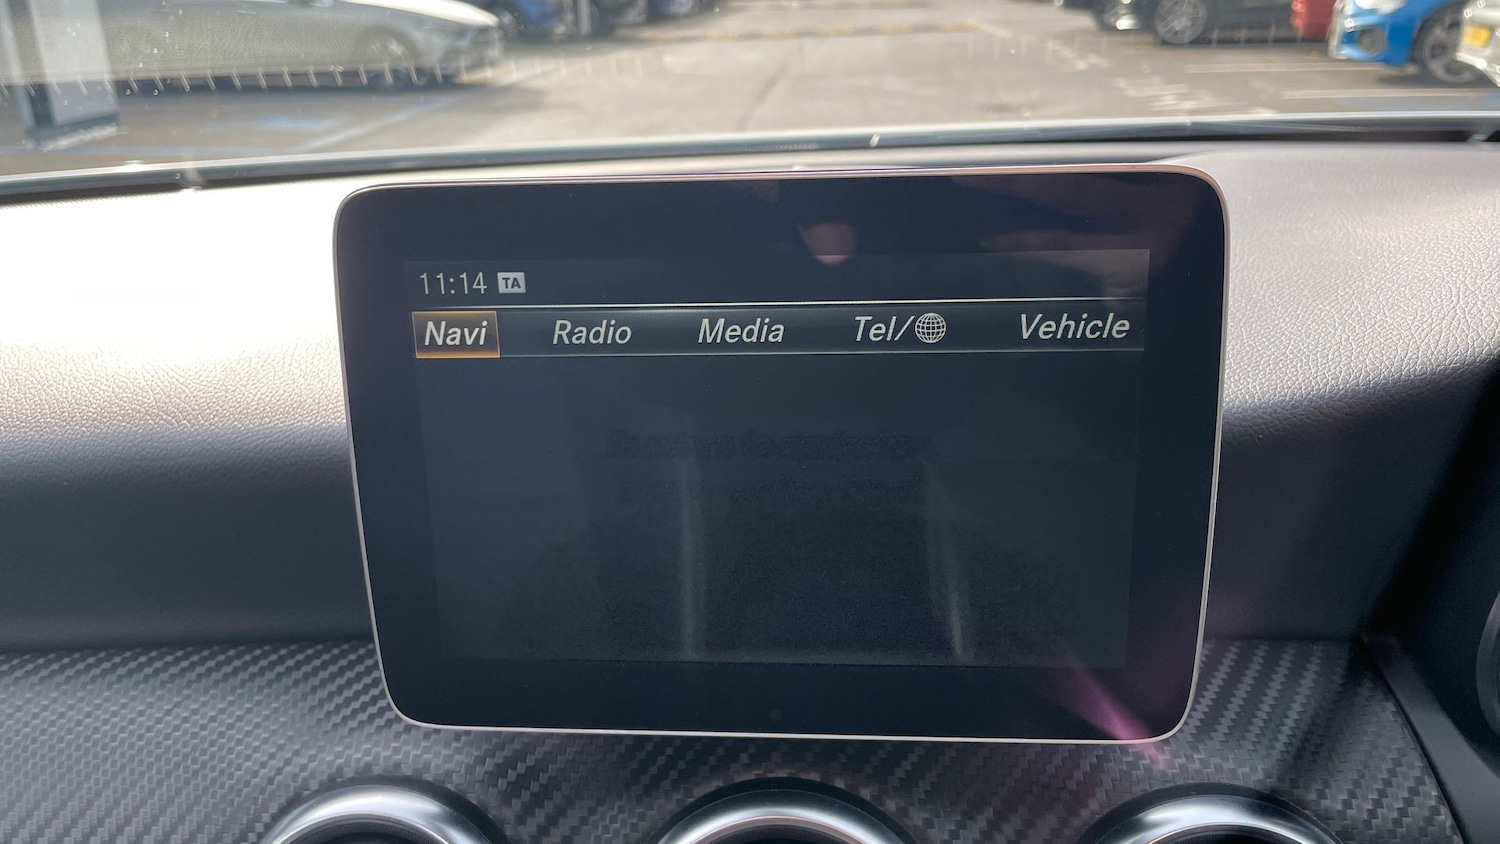 11:14 TA
Navi Radio Media Tel/ Vehicle